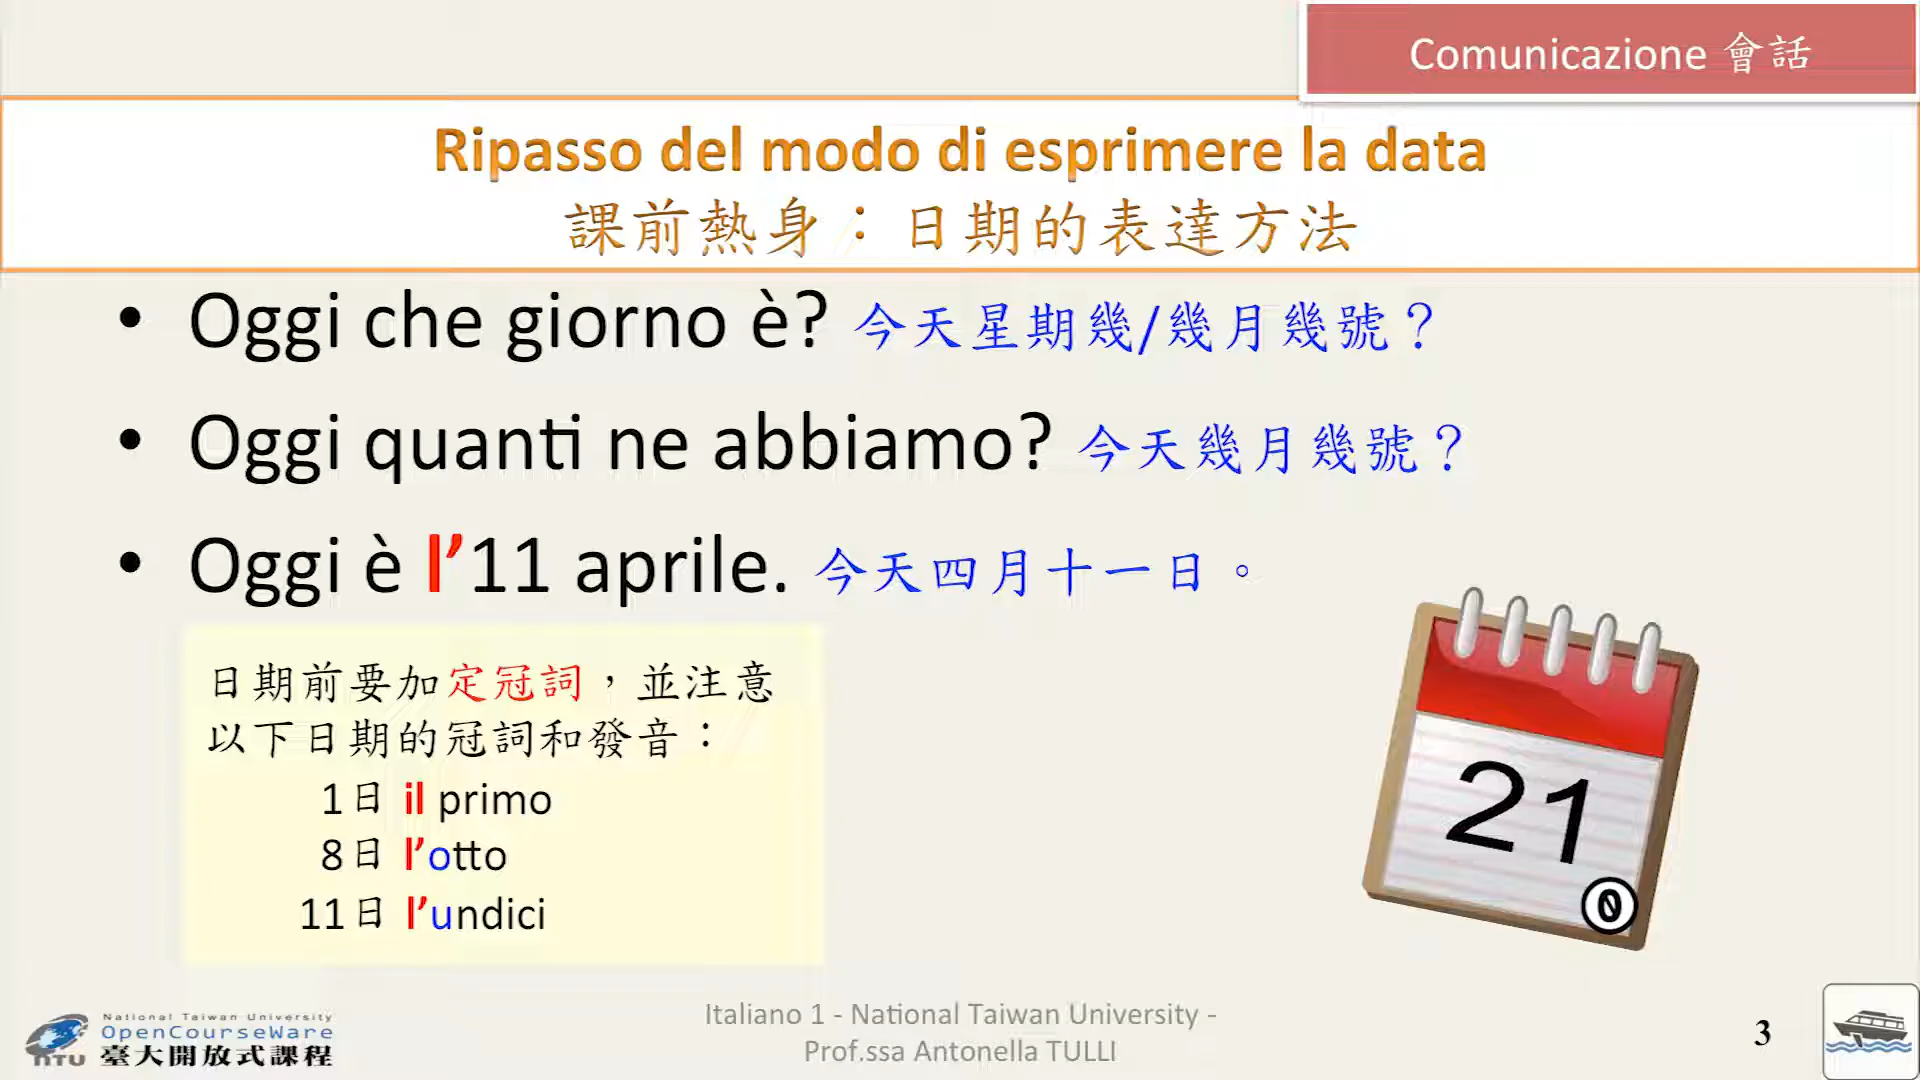 Comunicazione 會話
Ripasso del modo di esprimere la data
課前熱身：日期的表達方法
• Oggi che giorno è? 今天星期幾/幾月幾號？
• Oggi quanti ne abbiamo? 今天幾月幾號？
• Oggi è l’11 aprile. 今天四月十一日。
日期前要加定冠詞，並注意
以下日期的冠詞和發音：
1日 il primo
8日 l’otto
11日 l’undici
21
0
National Taiwan University
OpenCourseWare
NTU 臺大開放式課程
Italiano 1 - National Taiwan University -
Prof.ssa Antonella TULLI
3